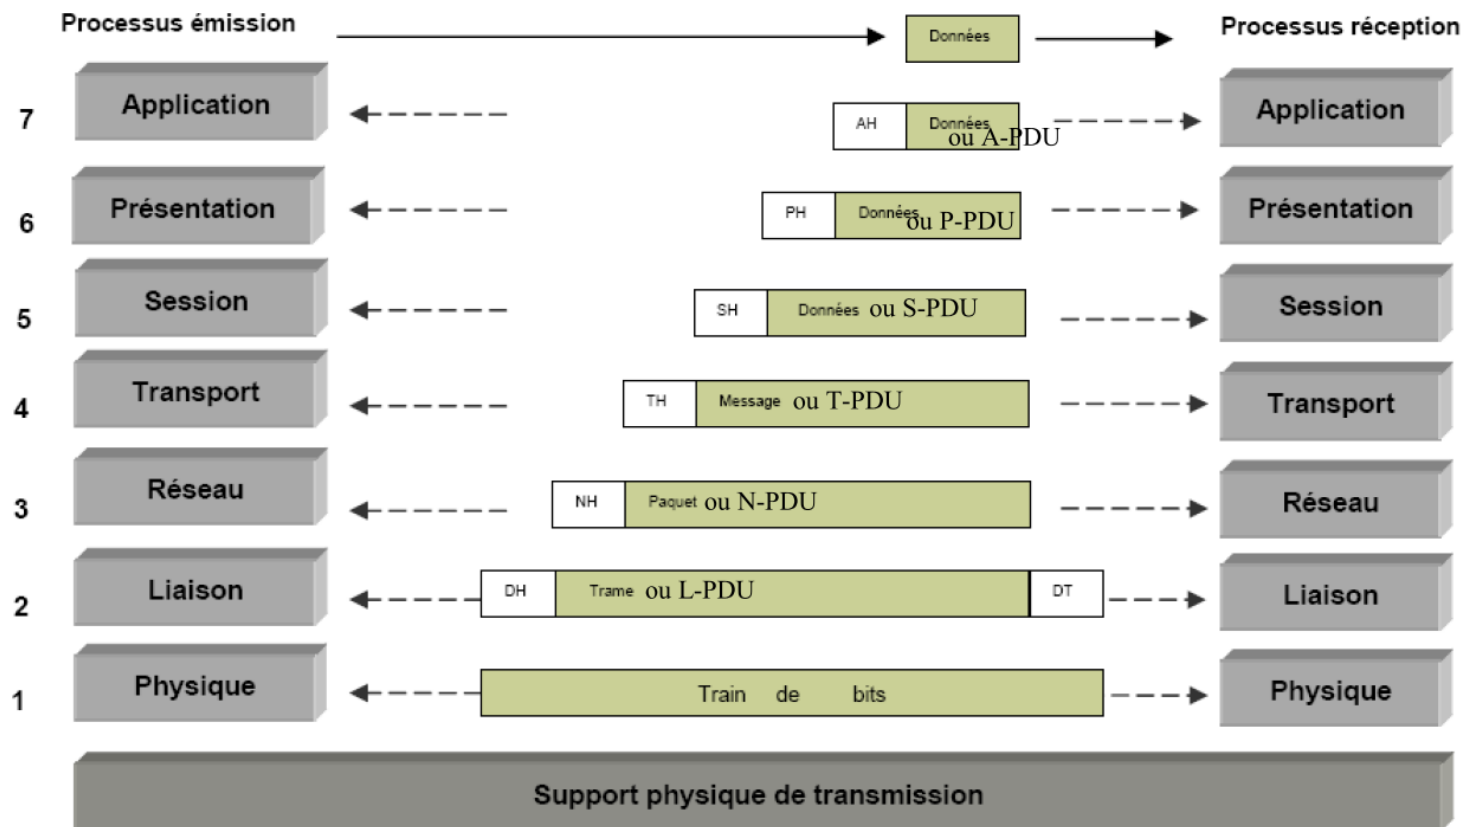 Processus émission
Données
Processus réception
7
Application
AH
Données
ou A-PDU
Application
6
Présentation
PH
Données
ou P-PDU
Présentation
5
Session
SH
Données ou S-PDU
Session
4
Transport
TH
Message ou T-PDU
Transport
3
Réseau
NH
Paquet ou N-PDU
Réseau
2
Liaison
DH
Trame ou L-PDU
DT
Liaison
1
Physique
Train de bits
Physique
Support physique de transmission